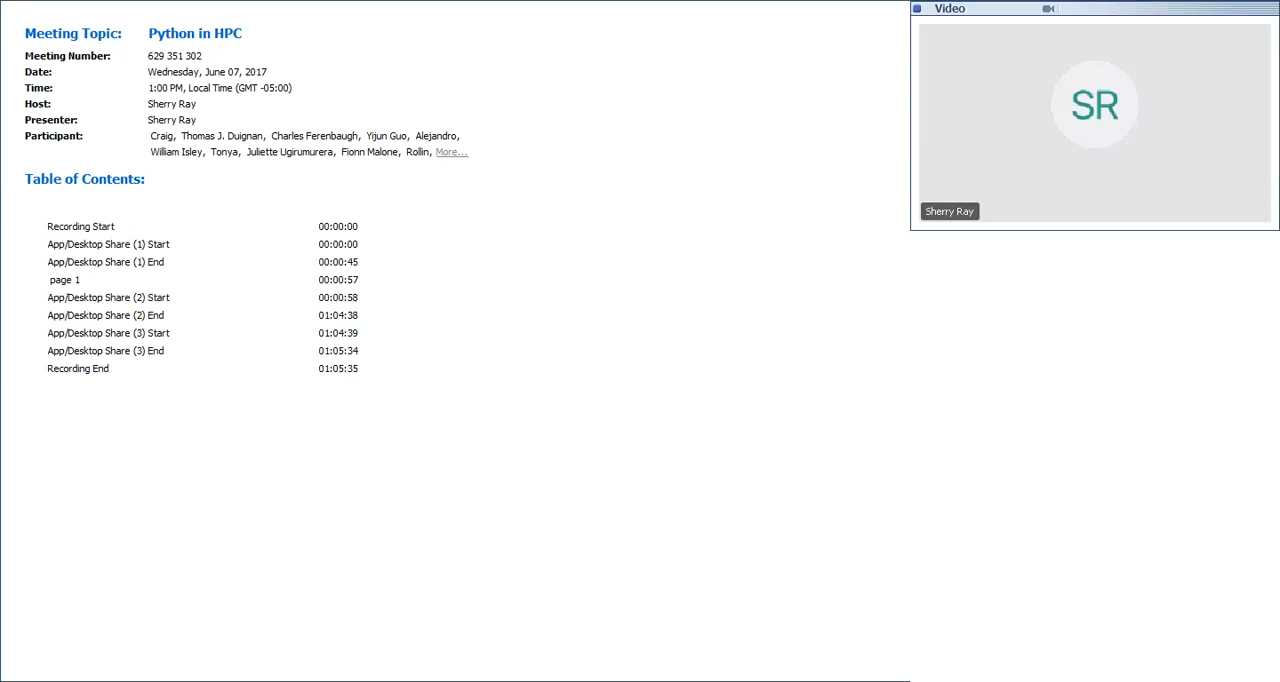 Meeting Topic: Python in HPC
Meeting Number: 629 351 302
Date: Wednesday, June 07, 2017
Time: 1:00 PM, Local Time (GMT -05:00)
Host: Sherry Ray
Presenter: Sherry Ray
Participant: Craig, Thomas J. Duignan, Charles Ferenbaugh, Yijun Guo, Alejandro,
William Isley, Tonya, Juliette Ugirumurera, Fionn Malone, Rollin, More...
Table of Contents:
Recording Start 00:00:00
App/Desktop Share (1) Start 00:00:00
App/Desktop Share (1) End 00:00:45
page 1 00:00:57
App/Desktop Share (2) Start 00:00:58
App/Desktop Share (2) End 01:04:38
App/Desktop Share (3) Start 01:04:39
App/Desktop Share (3) End 01:05:34
Recording End 01:05:35
Video
SR
Sherry Ray